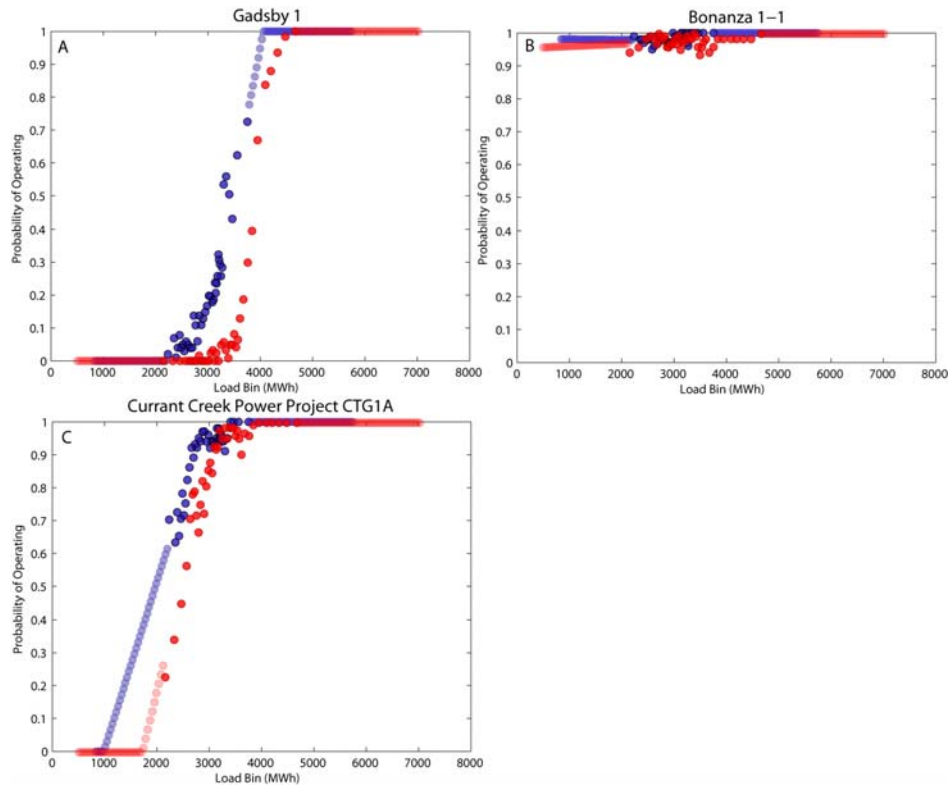 Gadsby 1
A
1
0.9
0.8
0.7
0.6
0.5
0.4
0.3
0.2
0.1
0
Probability of Operating
0 1000 2000 3000 4000 5000 6000 7000 8000
Load Bin (MWh)
Bonanza 1−1
B
1
0.9
0.8
0.7
0.6
0.5
0.4
0.3
0.2
0.1
0
Probability of Operating
0 1000 2000 3000 4000 5000 6000 7000 8000
Load Bin (MWh)
Currant Creek Power Project CTG1A
C
1
0.9
0.8
0.7
0.6
0.5
0.4
0.3
0.2
0.1
0
Probability of Operating
0 1000 2000 3000 4000 5000 6000 7000 8000
Load Bin (MWh)